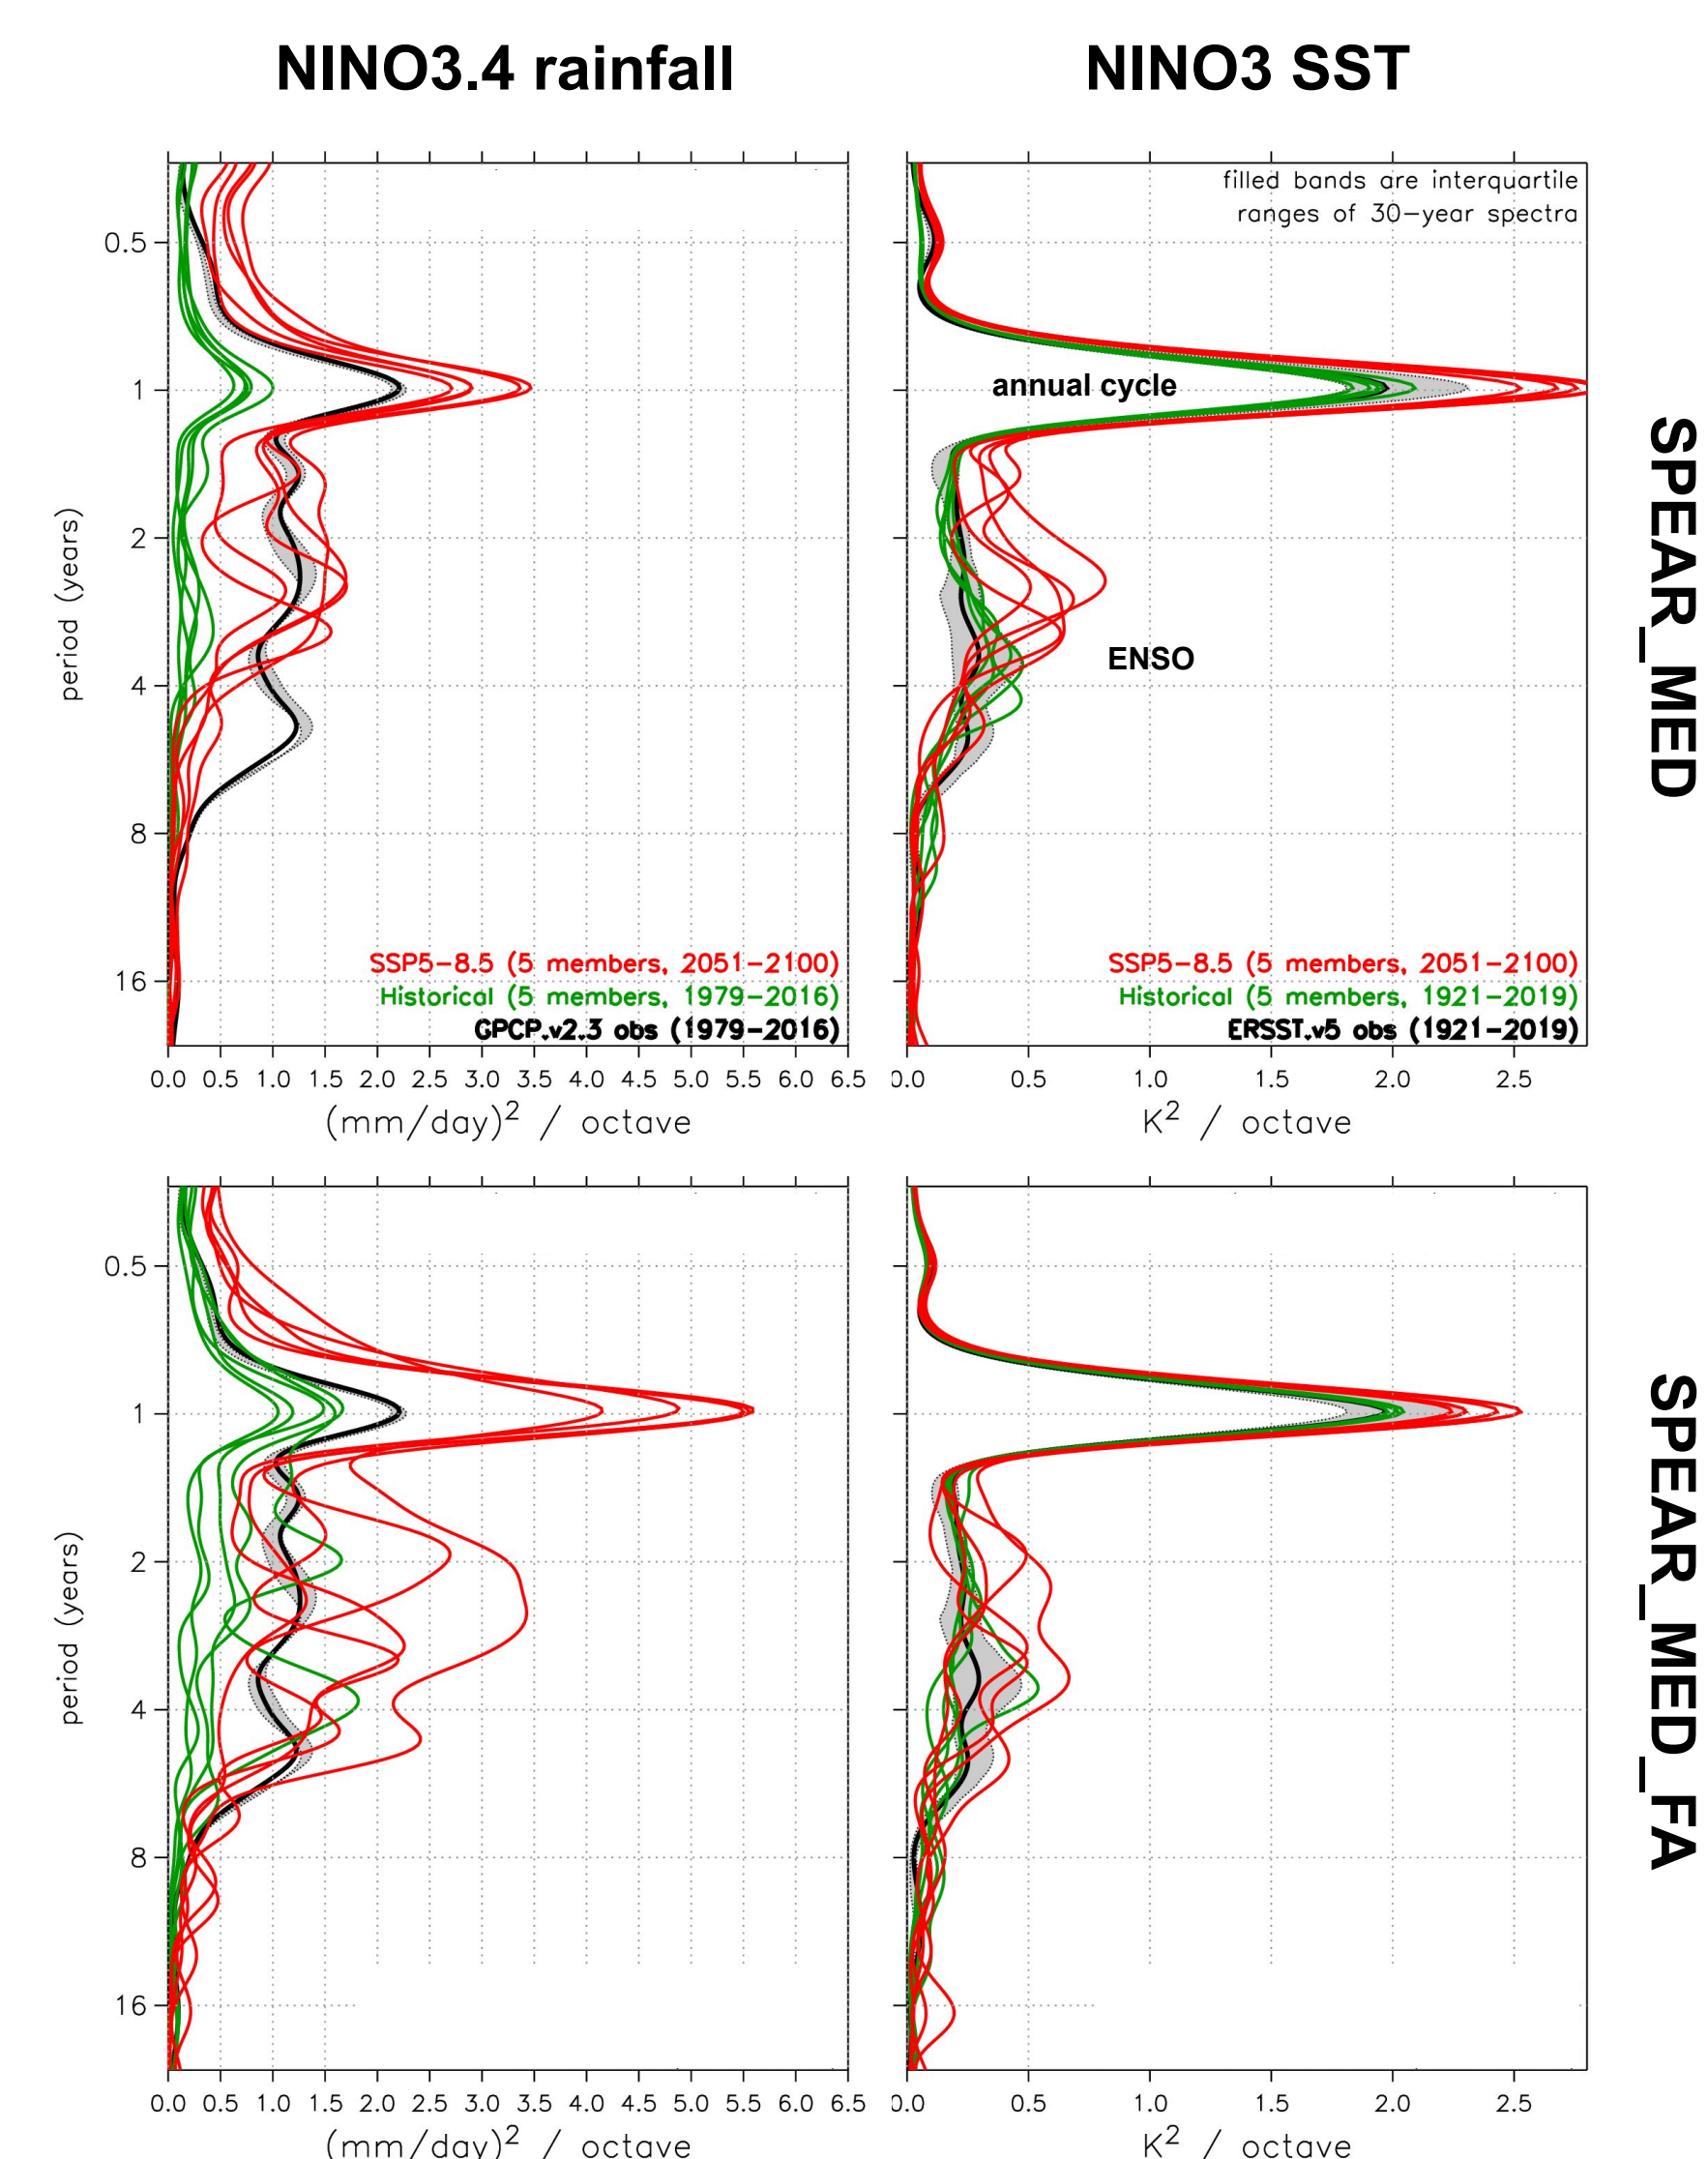 NINO3.4 rainfall
NINO3 SST
filled bands are interquartile
ranges of 30-year spectra
0.5
1
2
4
8
16
period (years)
annual cycle
ENSO
SPEAR_MED
SSP5-8.5 (5 members, 2051-2100)
Historical (5 members, 1979-2016)
GPCP.v2.3 obs (1979-2016)
SSP5-8.5 (5 members, 2051-2100)
Historical (5 members, 1921-2019)
ERSST.v5 obs (1921-2019)
0.0 0.5 1.0 1.5 2.0 2.5 3.0 3.5 4.0 4.5 5.0 5.5 6.0 6.5
(mm/day)² / octave
0.0 0.5 1.0 1.5 2.0 2.5
K² / octave
0.5
1
2
4
8
16
period (years)
SPEAR_MED_FA
0.0 0.5 1.0 1.5 2.0 2.5 3.0 3.5 4.0 4.5 5.0 5.5 6.0 6.5
(mm/day)² / octave
0.0 0.5 1.0 1.5 2.0 2.5
K² / octave